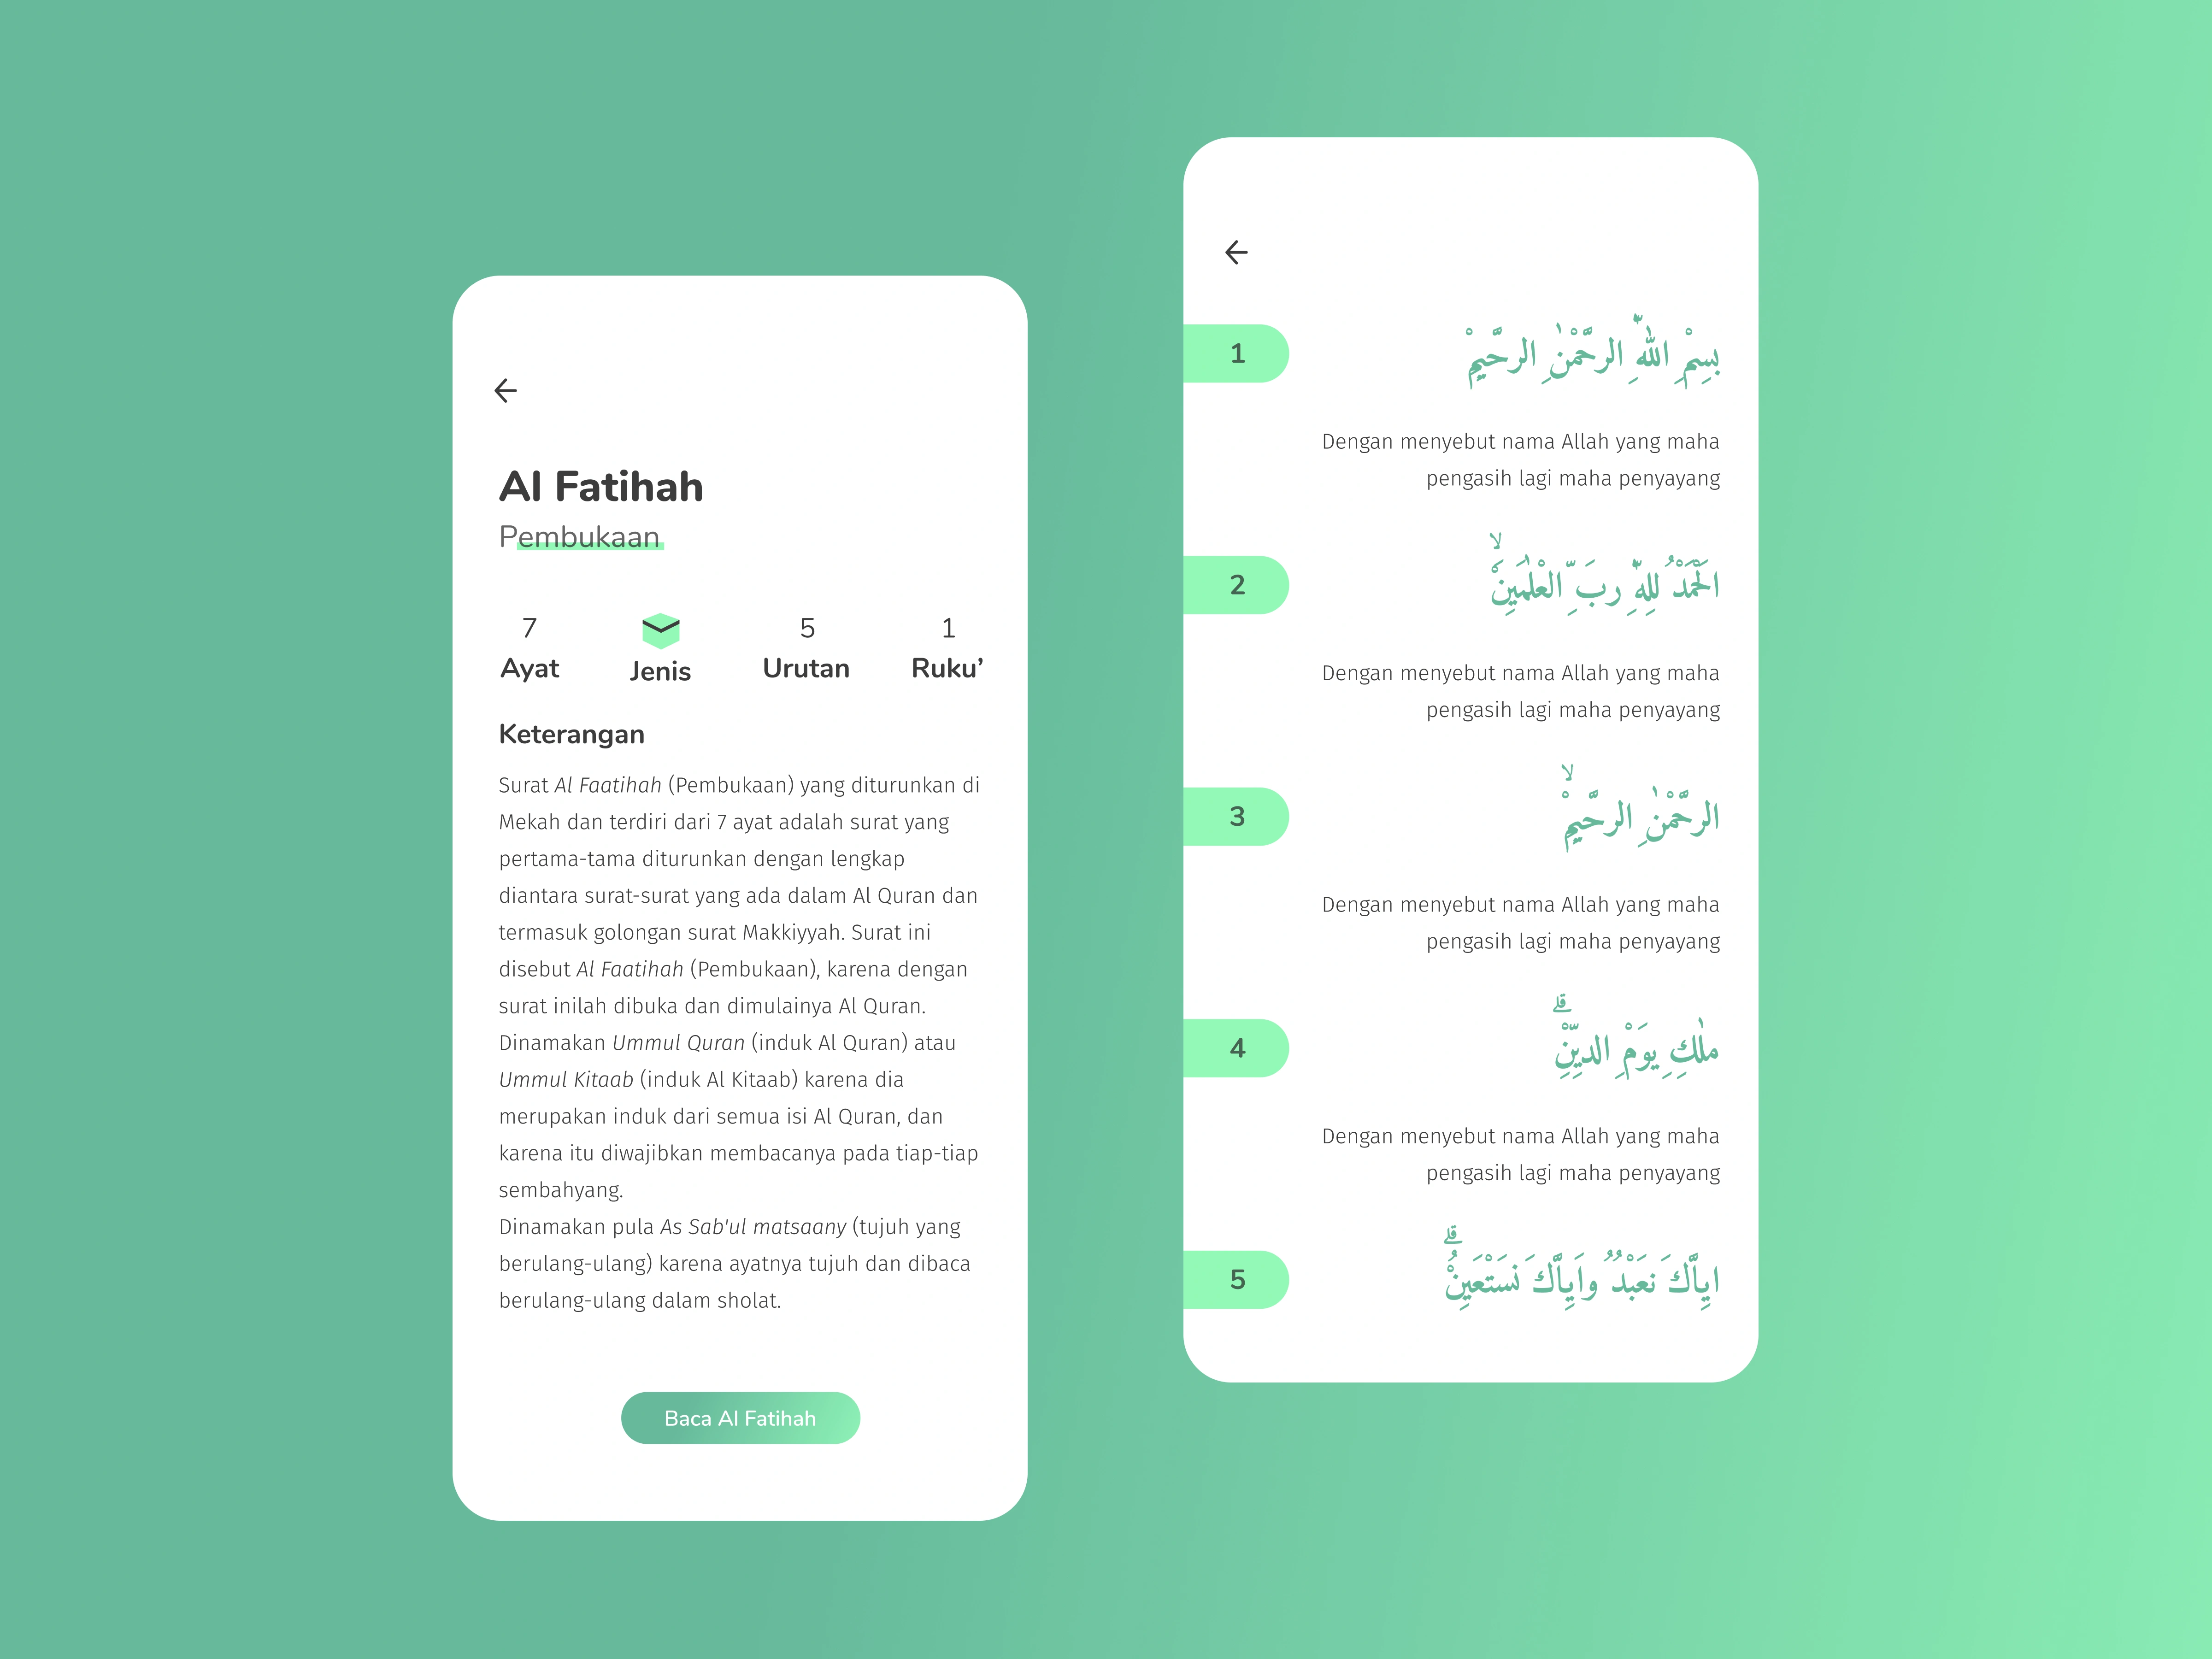 Al Fatihah
Pembukaan
7
Ayat
Jenis
5
Urutan
1
Ruku’
Keterangan
Surat Al Faatihah (Pembukaan) yang diturunkan di
Mekah dan terdiri dari 7 ayat adalah surat yang
pertama-tama diturunkan dengan lengkap
diantara surat-surat yang ada dalam Al Quran dan
termasuk golongan surat Makkiyyah. Surat ini
disebut Al Faatihah (Pembukaan), karena dengan
surat inilah dibuka dan dimulainya Al Quran.
Dinamakan Ummul Quran (induk Al Quran) atau
Ummul Kitaab (induk Al Kitaab) karena dia
merupakan induk dari semua isi Al Quran, dan
karena itu diwajibkan membacanya pada tiap-tiap
sembahyang.
Dinamakan pula As Sab'ul matsaany (tujuh yang
berulang-ulang) karena ayatnya tujuh dan dibaca
berulang-ulang dalam sholat.
Baca Al Fatihah
1
بِسْمِ اللّٰهِ الرَّحْمٰنِ الرَّحِيْمِ
Dengan menyebut nama Allah yang maha
pengasih lagi maha penyayang
2
اَلْحَمْدُ لِلّٰهِ رَبِّ الْعٰلَمِيْنَۙ
Dengan menyebut nama Allah yang maha
pengasih lagi maha penyayang
3
الرَّحْمٰنِ الرَّحِيْمِۙ
Dengan menyebut nama Allah yang maha
pengasih lagi maha penyayang
4
مٰلِكِ يَوْمِ الدِّيْنِۗ
Dengan menyebut nama Allah yang maha
pengasih lagi maha penyayang
5
اِيَّاكَ نَعْبُدُ وَاِيَّاكَ نَسْتَعِيْنُۗ